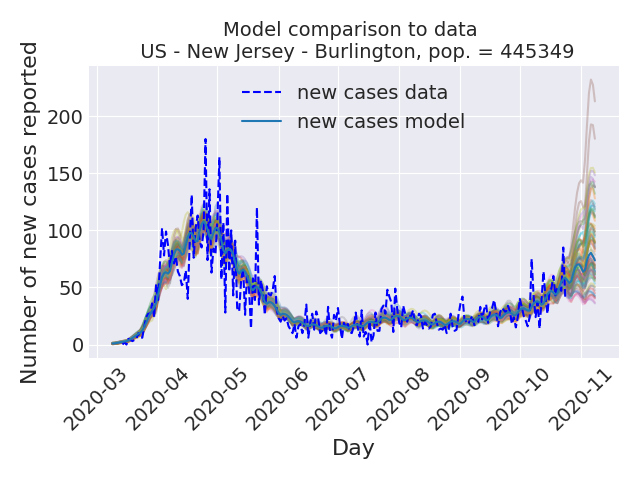 Model comparison to data
US - New Jersey - Burlington, pop. = 445349
new cases data
new cases model
Number of new cases reported
200
150
100
50
0
2020-03
2020-04
2020-05
2020-06
2020-07
2020-08
2020-09
2020-10
2020-11
Day